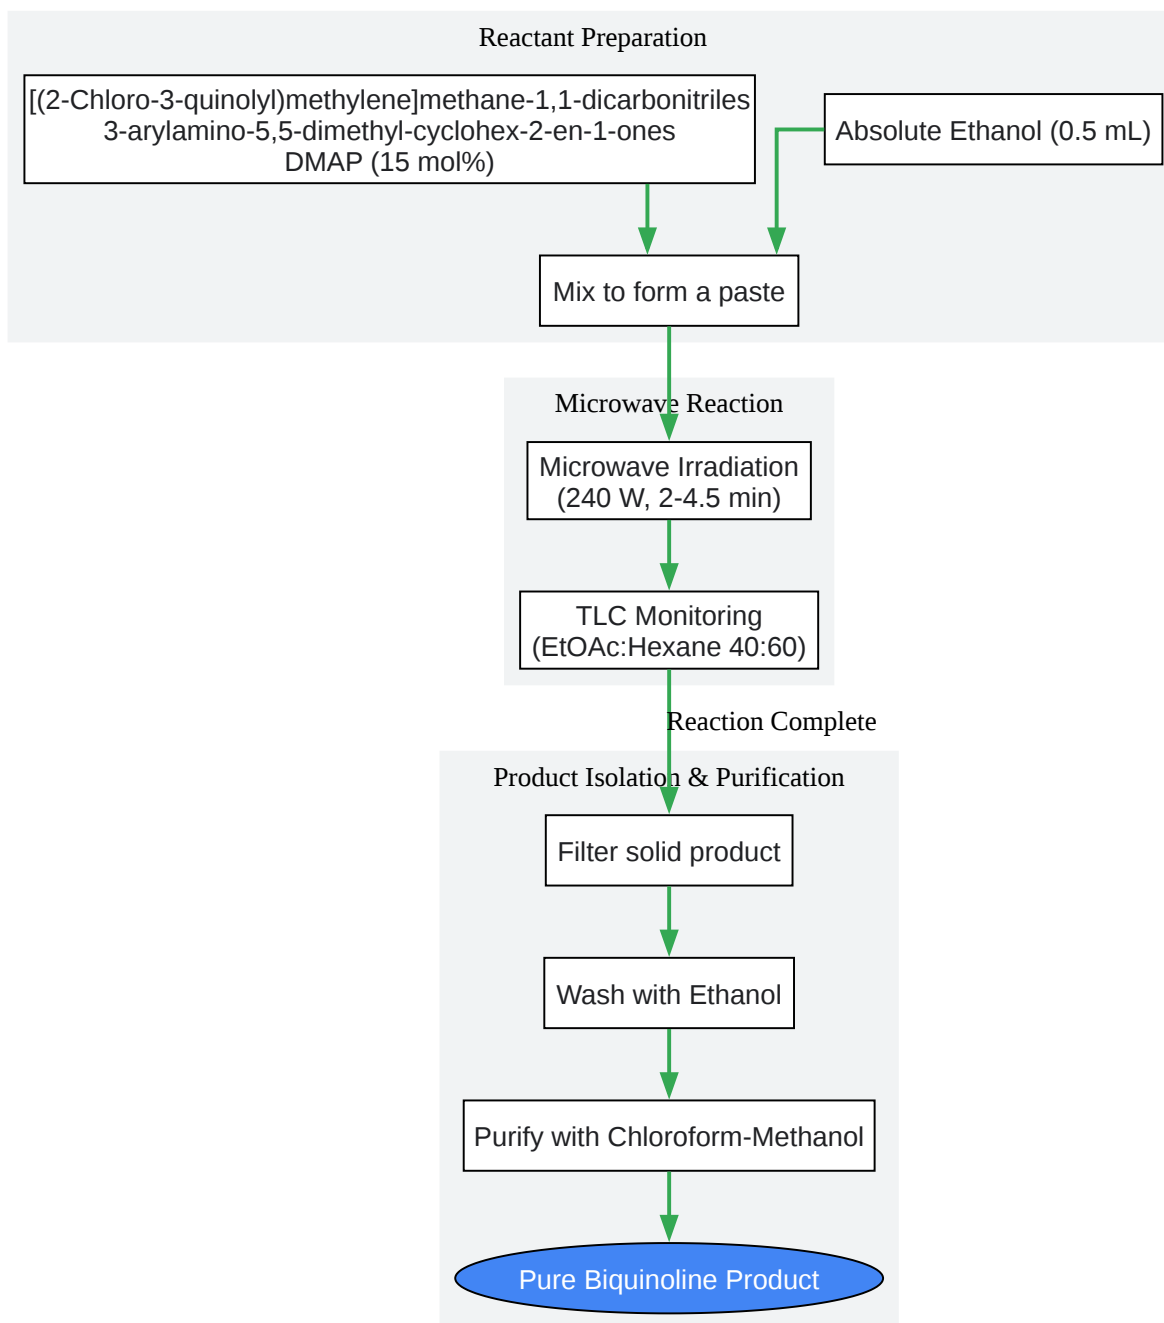 Reactant Preparation
[(2-Chloro-3-quinolyl)methylene]methane-1,1-dicarbonitriles
3-arylamino-5,5-dimethyl-cyclohex-2-en-1-ones
DMAP (15 mol%)
Absolute Ethanol (0.5 mL)
Mix to form a paste
Microwave Reaction
Microwave Irradiation
(240 W, 2-4.5 min)
TLC Monitoring
(EtOAc:Hexane 40:60)
Reaction Complete
Product Isolation & Purification
Filter solid product
Wash with Ethanol
Purify with Chloroform-Methanol
Pure Biquinoline Product